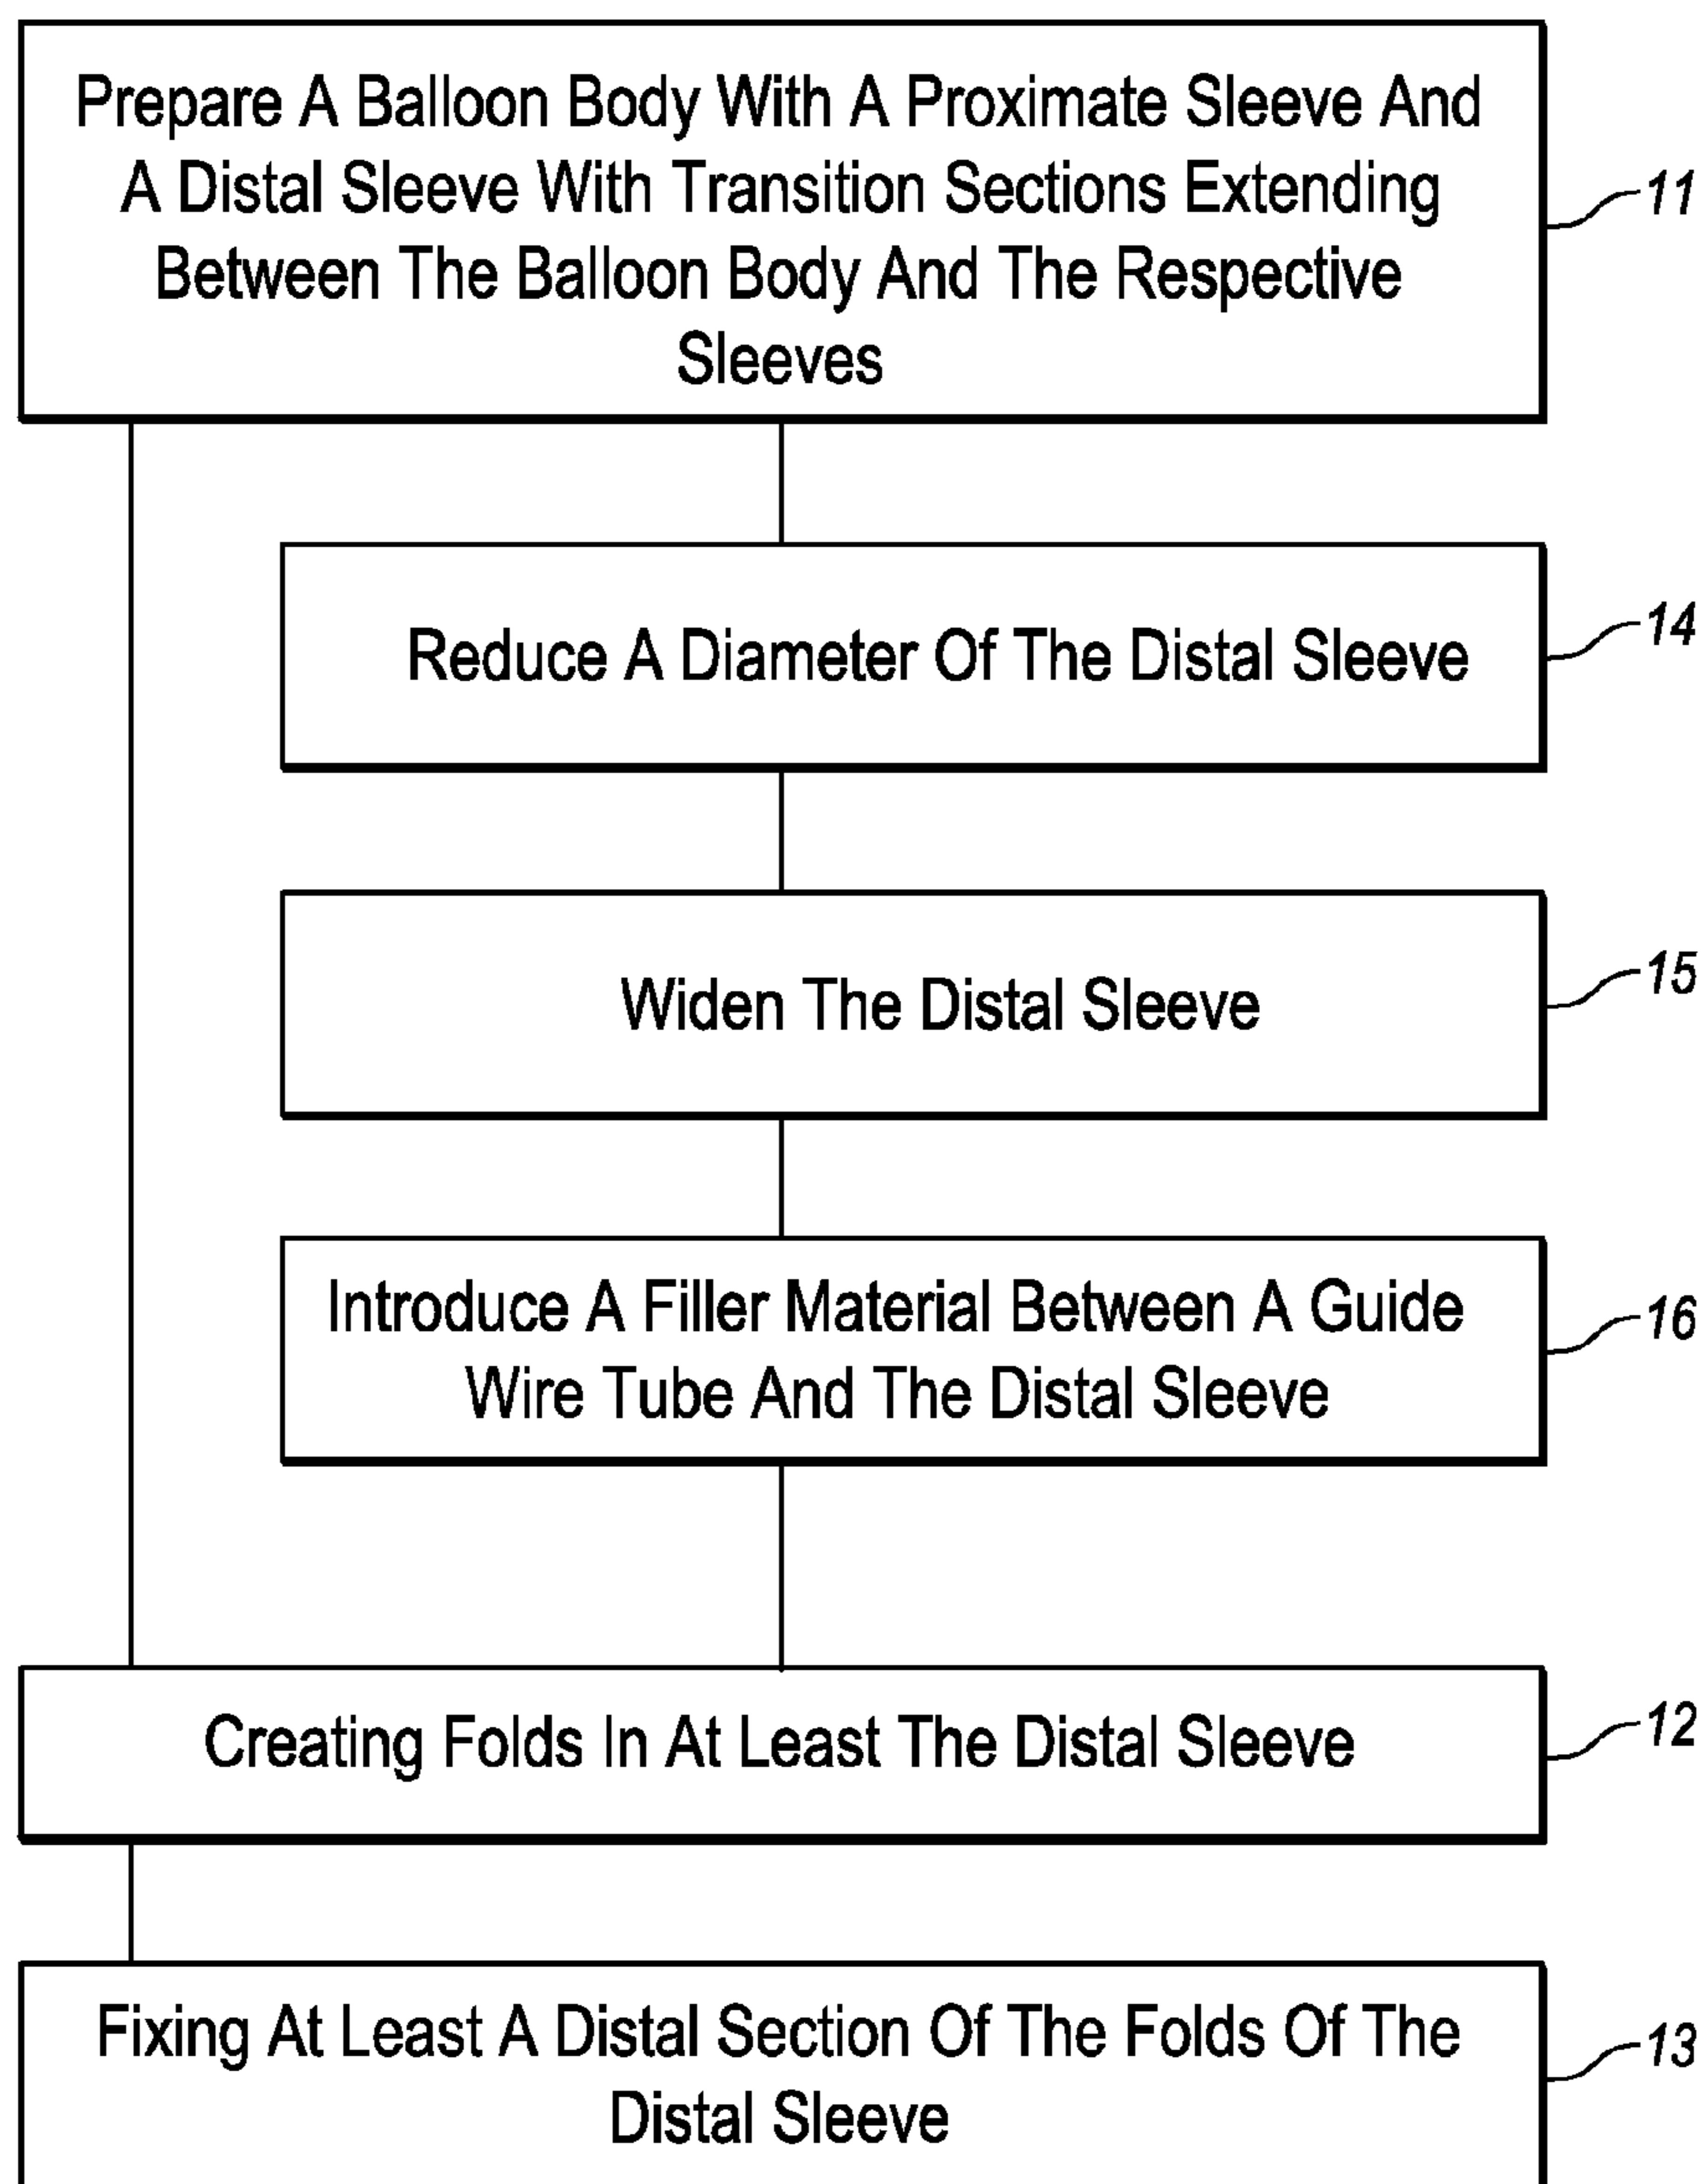 Prepare A Balloon Body With A Proximate Sleeve And
A Distal Sleeve With Transition Sections Extending
Between The Balloon Body And The Respective
Sleeves
11
Reduce A Diameter Of The Distal Sleeve
14
Widen The Distal Sleeve
15
Introduce A Filler Material Between A Guide
Wire Tube And The Distal Sleeve
16
Creating Folds In At Least The Distal Sleeve
12
Fixing At Least A Distal Section Of The Folds Of The
Distal Sleeve
13